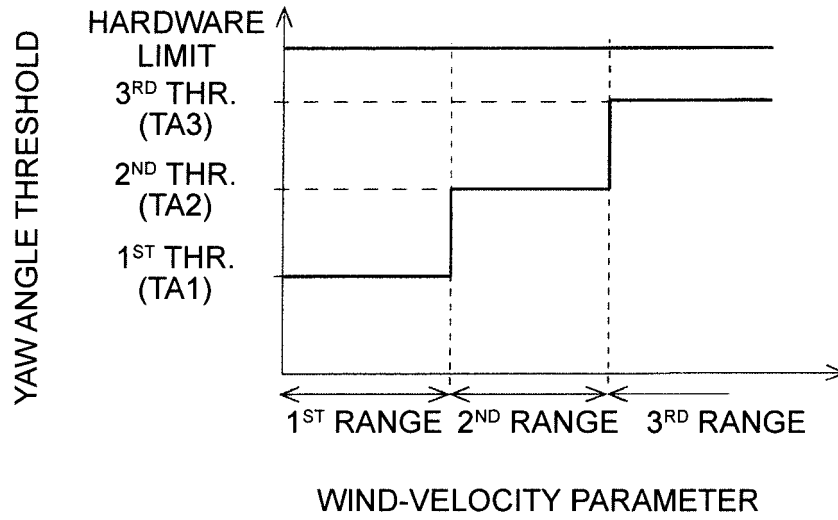 HARDWARE
LIMIT
3RD THR.
(TA3)
2ND THR.
(TA2)
1ST THR.
(TA1)
YAW ANGLE THRESHOLD
1ST RANGE 2ND RANGE 3RD RANGE
WIND-VELOCITY PARAMETER